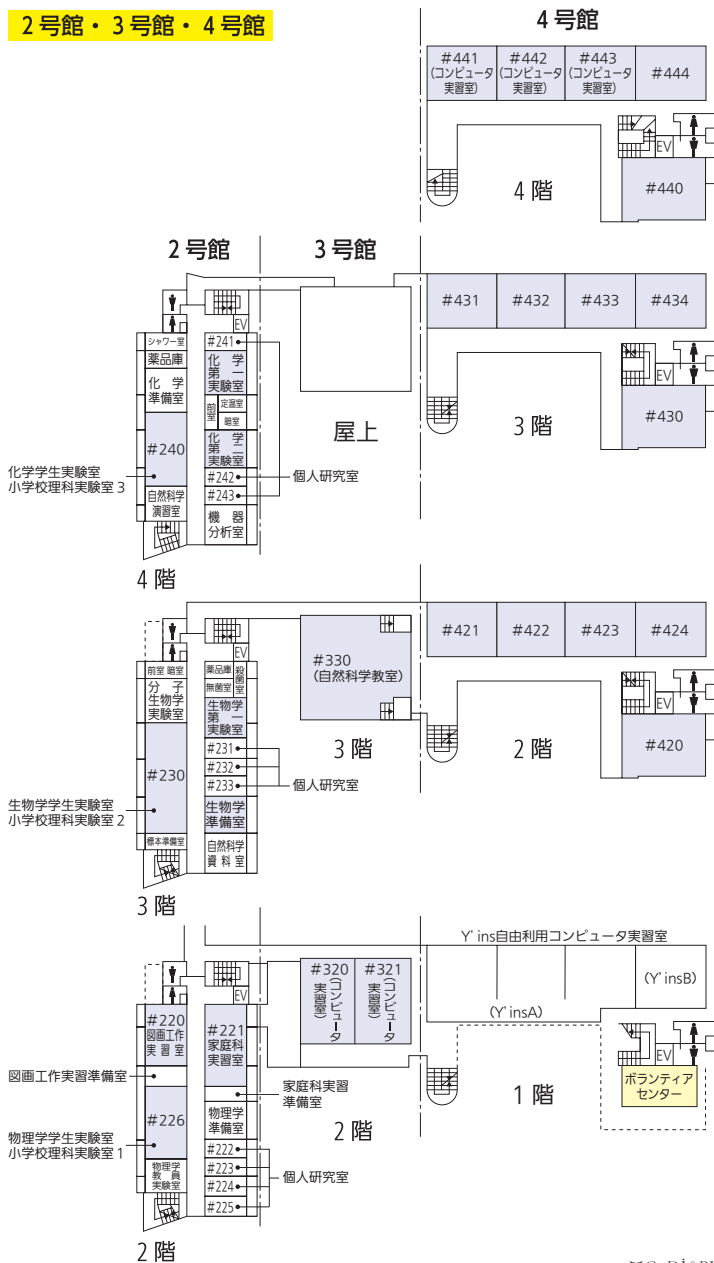 2号館・3号館・4号館
4号館
#441
(コンピュータ
実習室)
#442
(コンピュータ
実習室)
#443
(コンピュータ
実習室)
#444
EV
#440
4階
2号館
3号館
#431
#432
#433
#434
EV
#430
3階
EV
シャワー室
薬品庫
化学
準備室
#240
自然科学
演習室
#241
化学
第一
実験室
前室
定温室
暗室
化学
第二
実験室
#242
#243
機器
分析室
屋上
個人研究室
化学学生実験室
小学校理科実験室3
4階
#421
#422
#423
#424
EV
#420
2階
#330
(自然科学教室)
3階
EV
前室 暗室
分子
生物学
実験室
#230
標本準備室
薬品庫
無菌室
殺菌室
生物学
第一
実験室
#231
#232
#233
生物学
準備室
自然科学
資料室
個人研究室
生物学学生実験室
小学校理科実験室2
3階
Y'ins自由利用コンピュータ実習室
(Y'insA)
(Y'insB)
EV
ボランティア
センター
1階
#320
(コンピュータ
実習室)
#321
(コンピュータ
実習室)
2階
EV
#220
図画工作
実習室
#226
物理学
教員
実験室
#221
家庭科
実習室
物理学
準備室
#222
#223
#224
#225
図画工作実習準備室
家庭科実習
準備室
物理学学生実験室
小学校理科実験室1
個人研究室
2階